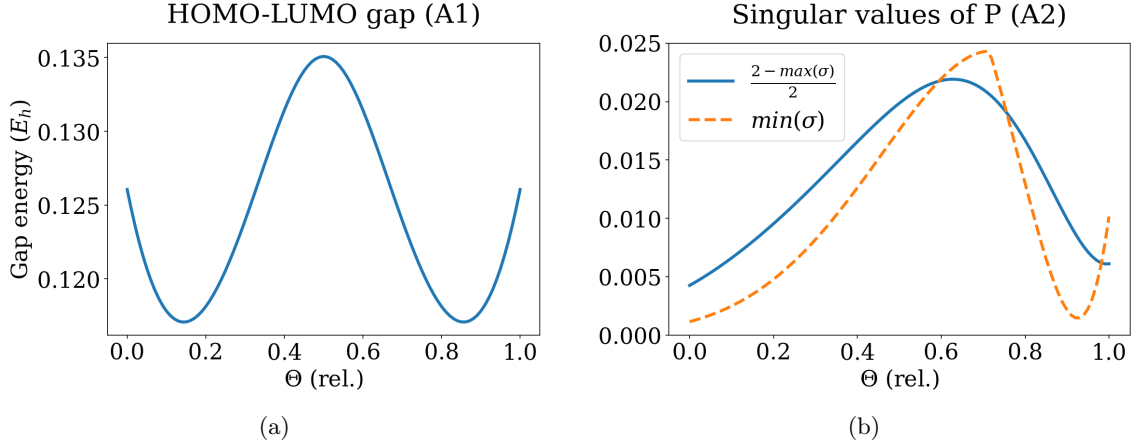 HOMO-LUMO gap (A1)
Gap energy (E_h)
0.135
0.130
0.125
0.120
0.0 0.2 0.4 0.6 0.8 1.0
Θ (rel.)
(a)
Singular values of P (A2)
0.025
0.020
0.015
0.010
0.005
0.000
\frac{2 - max(σ)}{2}
min(σ)
0.0 0.2 0.4 0.6 0.8 1.0
Θ (rel.)
(b)